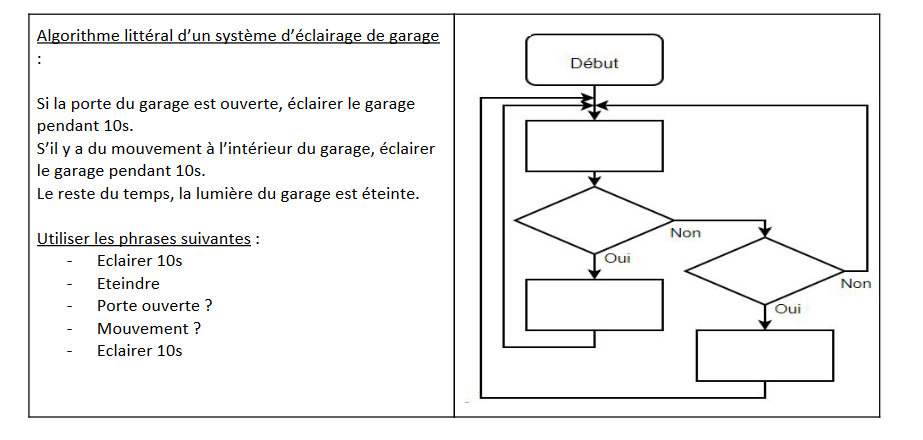 Algorithme littéral d’un système d’éclairage de garage
:
Si la porte du garage est ouverte, éclairer le garage
pendant 10s.
S’il y a du mouvement à l’intérieur du garage, éclairer
le garage pendant 10s.
Le reste du temps, la lumière du garage est éteinte.
Utiliser les phrases suivantes :
- Eclairer 10s
- Eteindre
- Porte ouverte ?
- Mouvement ?
- Eclairer 10s
Début
Non
Oui
Non
Oui